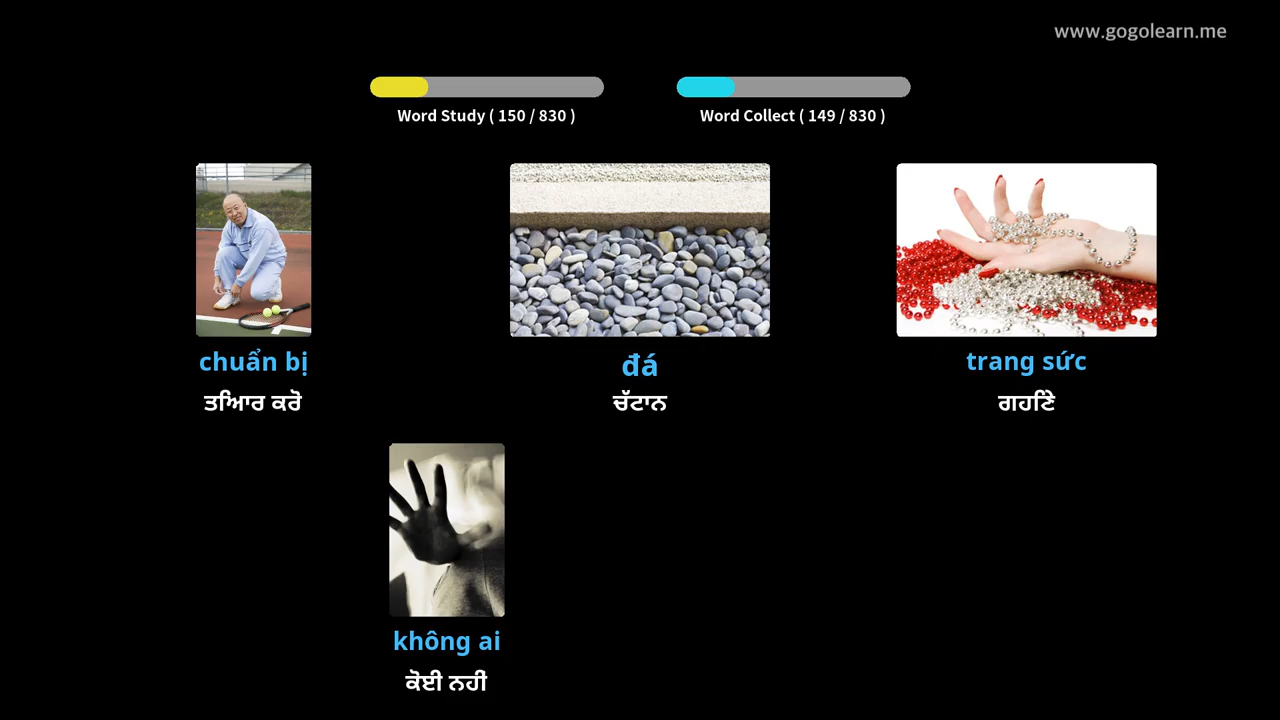 www.gogolearn.me
Word Study ( 150 / 830 )
Word Collect ( 149 / 830 )
chuẩn bị
ਤਿਆਰ ਕਰੋ
đá
ਚੱਟਾਨ
trang sức
ਗਹਿਣੇ
không ai
ਕੋਈ ਨਹੀਂ